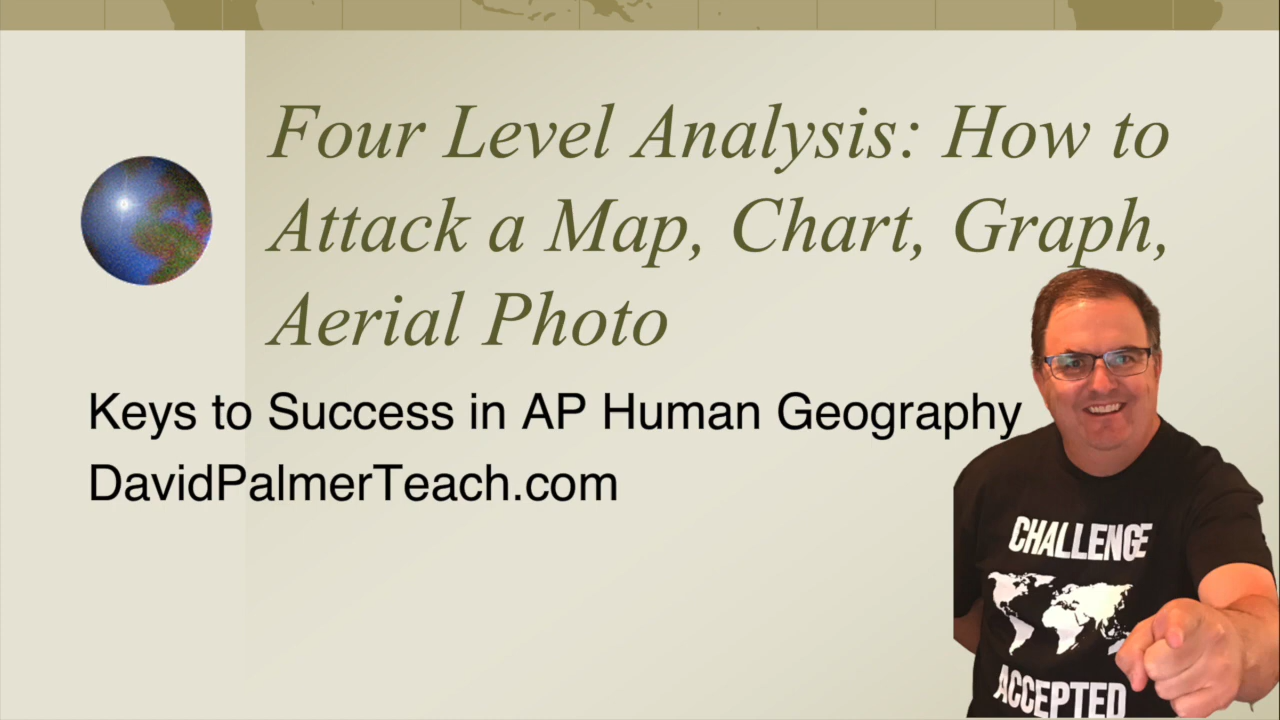 Four Level Analysis: How to
Attack a Map, Chart, Graph,
Aerial Photo
Keys to Success in AP Human Geography
DavidPalmerTeach.com
CHALLENGE
ACCEPTED